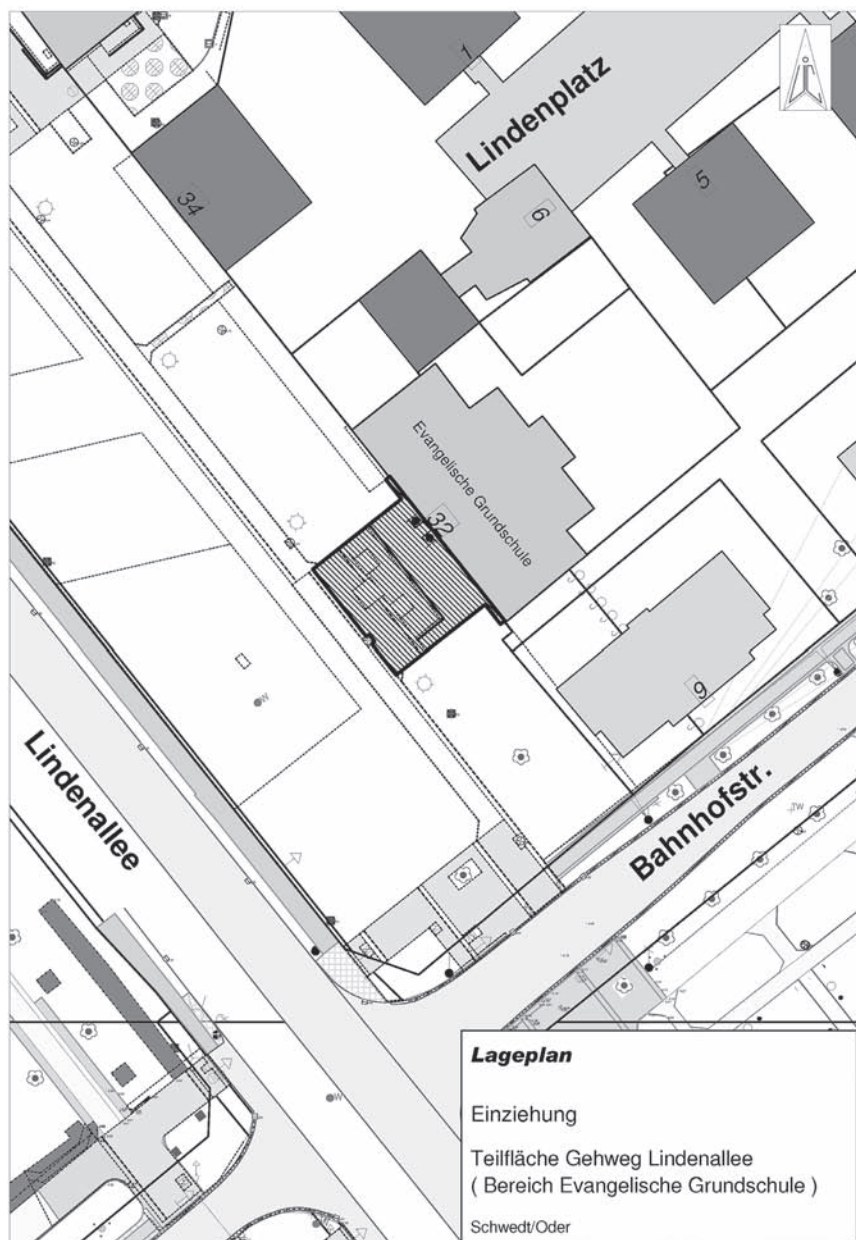 1
Lindenplatz
34
5
6
Evangelische Grundschule
32
9
W
Lindenallee
Bahnhofstr.
TW
W
Lageplan
Einziehung
Teilfläche Gehweg Lindenallee
( Bereich Evangelische Grundschule )
Schwedt/Oder